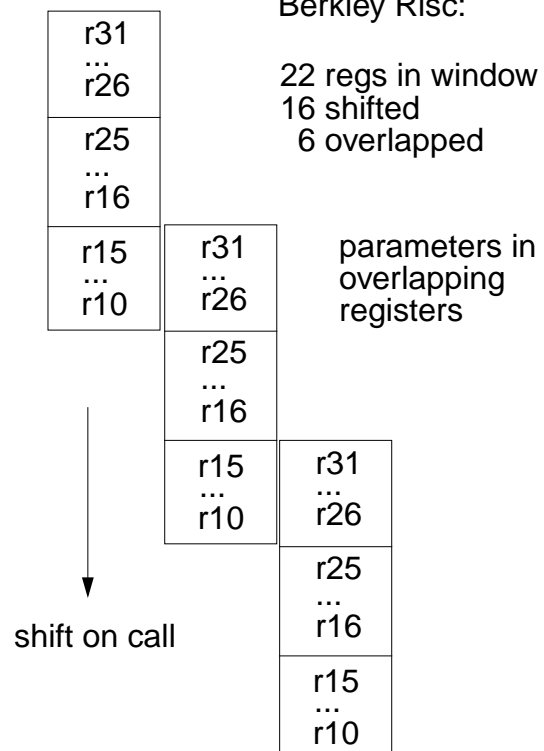 Berkley Risc:
22 regs in window
16 shifted
6 overlapped
r31
...
r26
r25
...
r16
r15
...
r10
r31
...
r26
r25
...
r16
r15
...
r10
parameters in
overlapping
registers
r31
...
r26
r25
...
r16
r15
...
r10
shift on call